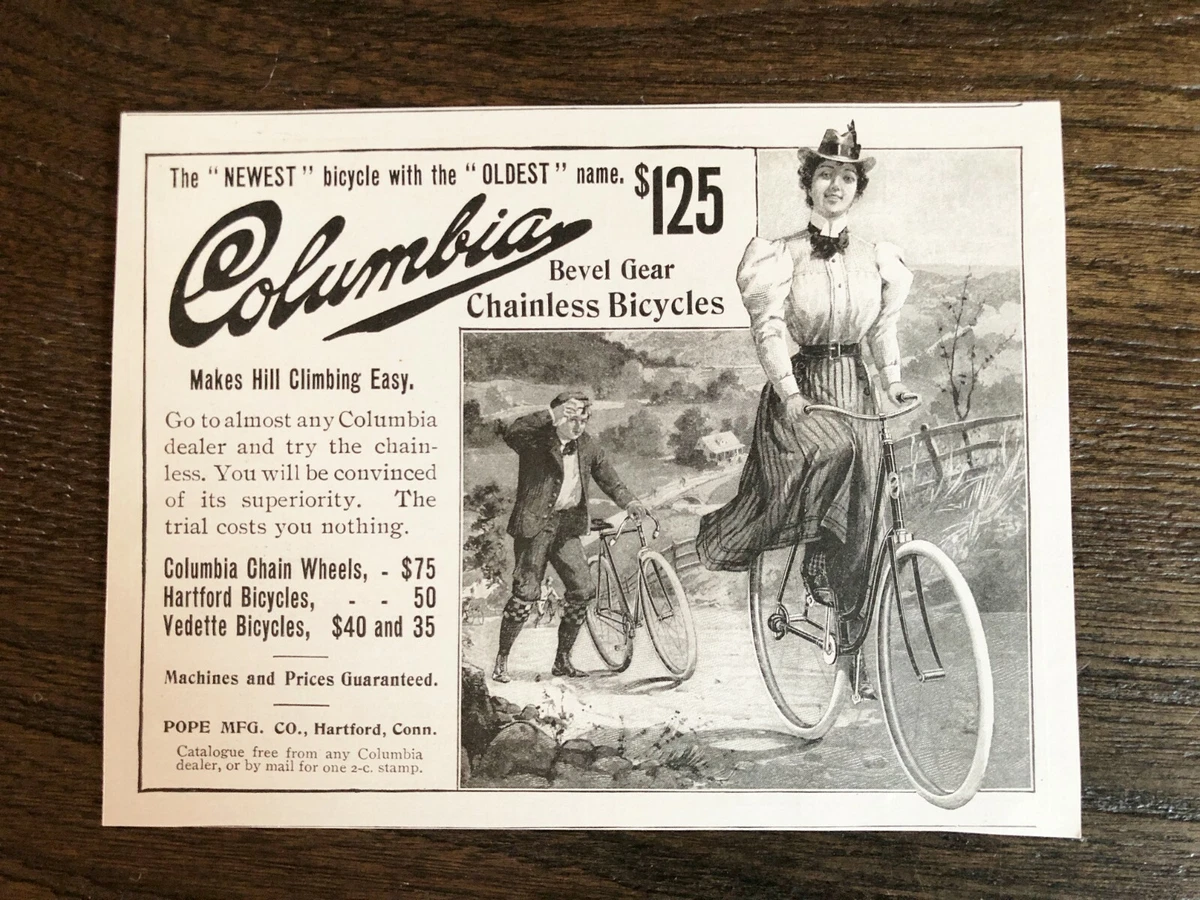 The "NEWEST" bicycle with the "OLDEST" name.
$125
Columbia
Bevel Gear
Chainless Bicycles
Makes Hill Climbing Easy.
Go to almost any Columbia
dealer and try the chain-
less. You will be convinced
of its superiority. The
trial costs you nothing.
Columbia Chain Wheels, - $75
Hartford Bicycles, - - 50
Vedette Bicycles, $40 and 35
Machines and Prices Guaranteed.
POPE MFG. CO., Hartford, Conn.
Catalogue free from any Columbia
dealer, or by mail for one 2-c. stamp.